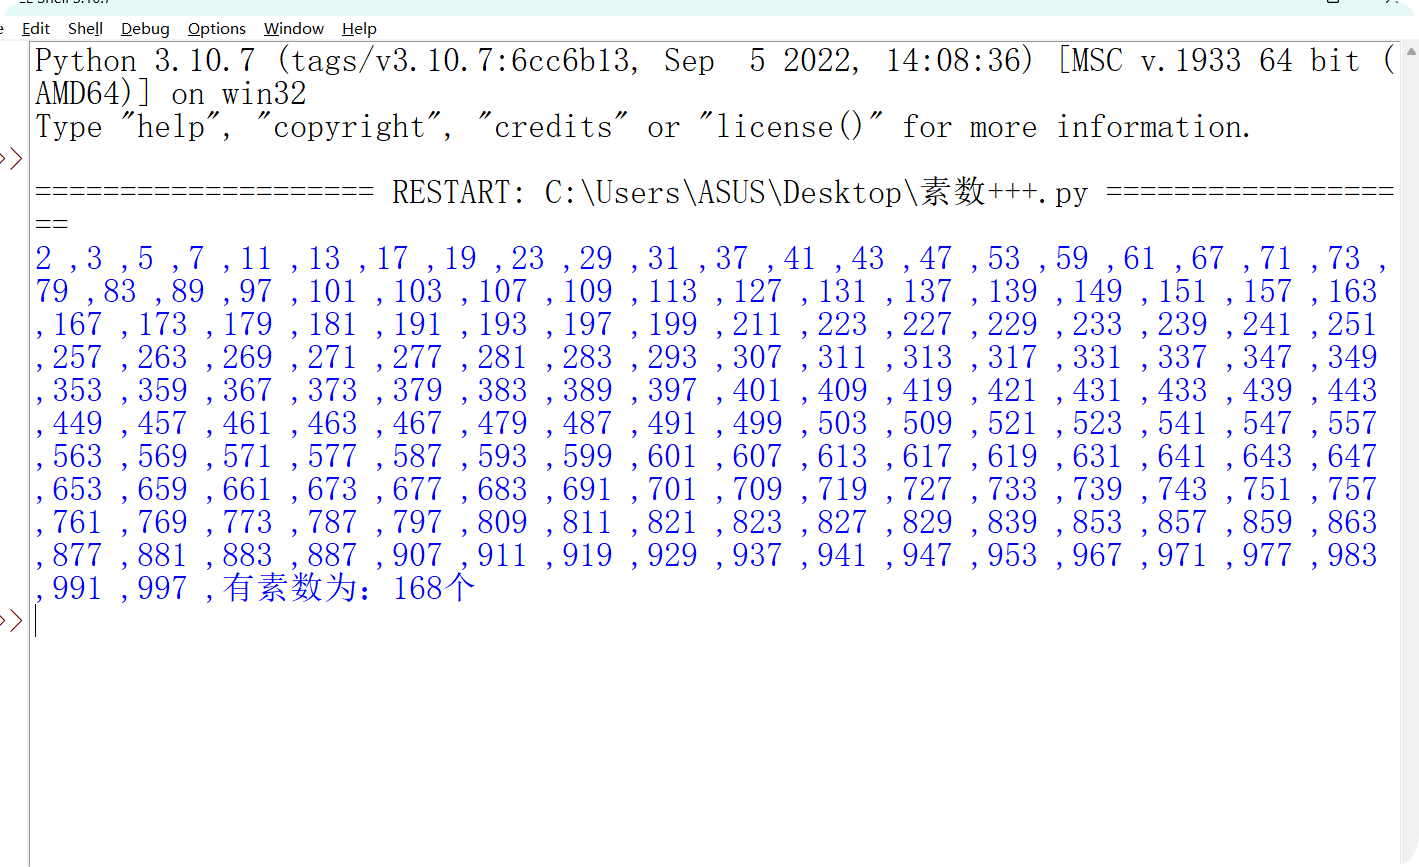 Edit Shell Debug Options Window Help
Python 3.10.7 (tags/v3.10.7:6cc6b13, Sep  5 2022, 14:08:36) [MSC v.1933 64 bit (
AMD64)] on win32
Type "help", "copyright", "credits" or "license()" for more information.
>>
==================== RESTART: C:\Users\ASUS\Desktop\素数+++.py =================
==
2 ,3 ,5 ,7 ,11 ,13 ,17 ,19 ,23 ,29 ,31 ,37 ,41 ,43 ,47 ,53 ,59 ,61 ,67 ,71 ,73 ,
79 ,83 ,89 ,97 ,101 ,103 ,107 ,109 ,113 ,127 ,131 ,137 ,139 ,149 ,151 ,157 ,163
,167 ,173 ,179 ,181 ,191 ,193 ,197 ,199 ,211 ,223 ,227 ,229 ,233 ,239 ,241 ,251
,257 ,263 ,269 ,271 ,277 ,281 ,283 ,293 ,307 ,311 ,313 ,317 ,331 ,337 ,347 ,349
,353 ,359 ,367 ,373 ,379 ,383 ,389 ,397 ,401 ,409 ,419 ,421 ,431 ,433 ,439 ,443
,449 ,457 ,461 ,463 ,467 ,479 ,487 ,491 ,499 ,503 ,509 ,521 ,523 ,541 ,547 ,557
,563 ,569 ,571 ,577 ,587 ,593 ,599 ,601 ,607 ,613 ,617 ,619 ,631 ,641 ,643 ,647
,653 ,659 ,661 ,673 ,677 ,683 ,691 ,701 ,709 ,719 ,727 ,733 ,739 ,743 ,751 ,757
,761 ,769 ,773 ,787 ,797 ,809 ,811 ,821 ,823 ,827 ,829 ,839 ,853 ,857 ,859 ,863
,877 ,881 ,883 ,887 ,907 ,911 ,919 ,929 ,937 ,941 ,947 ,953 ,967 ,971 ,977 ,983
,991 ,997 ,有素数为：168个
>>